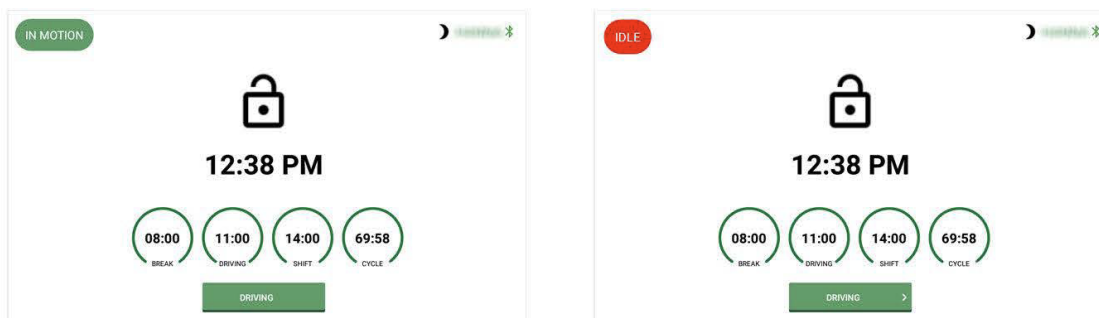 IN MOTION
12:38 PM
08:00 11:00 14:00 69:58
BREAK DRIVING SHIFT CYCLE
DRIVING
IDLE
12:38 PM
08:00 11:00 14:00 69:58
BREAK DRIVING SHIFT CYCLE
DRIVING >